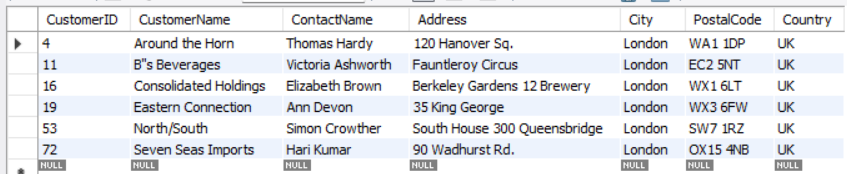 CustomerID CustomerName ContactName Address City PostalCode Country
4 Around the Horn Thomas Hardy 120 Hanover Sq. London WA1 1DP UK
11 B"s Beverages Victoria Ashworth Fauntleroy Circus London EC2 5NT UK
16 Consolidated Holdings Elizabeth Brown Berkeley Gardens 12 Brewery London WX1 6LT UK
19 Eastern Connection Ann Devon 35 King George London WX3 6FW UK
53 North/South Simon Crowther South House 300 Queensbridge London SW7 1RZ UK
72 Seven Seas Imports Hari Kumar 90 Wadhurst Rd. London OX15 4NB UK
NULL NULL NULL NULL NULL NULL NULL